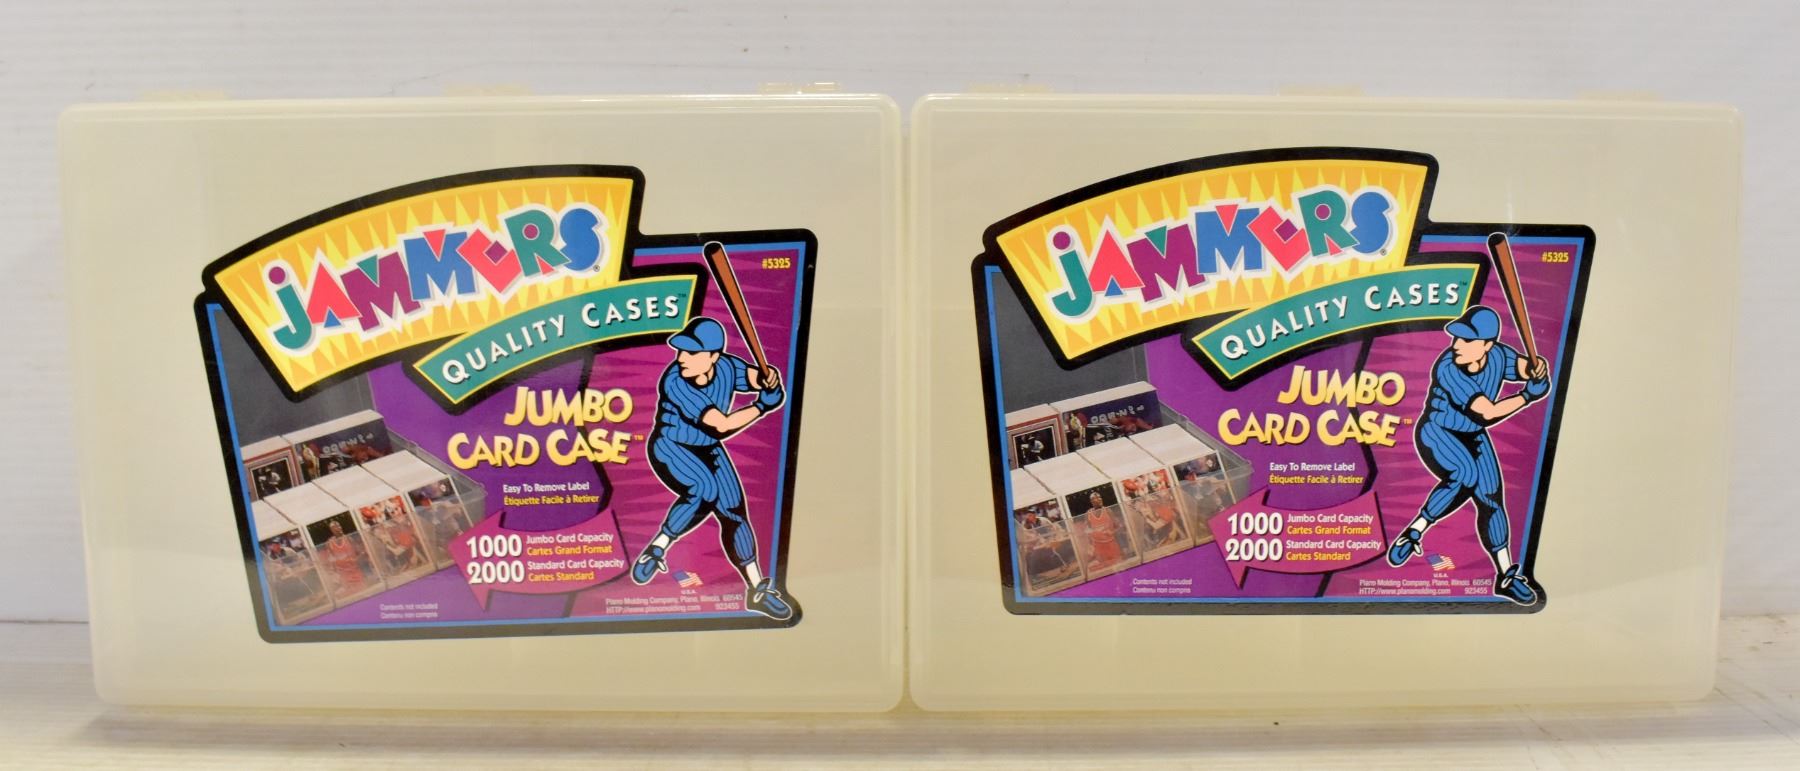 JAMMERS®
QUALITY CASES™
#5325
JUMBO
CARD CASE™
Easy To Remove Label
Étiquette Facile à Retirer
1000 Jumbo Card Capacity
Cartes Grand Format
2000 Standard Card Capacity
Cartes Standard
Contents not included
Contenu non compris
U.S.A.
Plano Molding Company, Plano, Illinois 60545
HTTP://www.planomolding.com 923455
JAMMERS®
QUALITY CASES™
#5325
JUMBO
CARD CASE™
Easy To Remove Label
Étiquette Facile à Retirer
1000 Jumbo Card Capacity
Cartes Grand Format
2000 Standard Card Capacity
Cartes Standard
Contents not included
Contenu non compris
U.S.A.
Plano Molding Company, Plano, Illinois 60545
HTTP://www.planomolding.com 923455